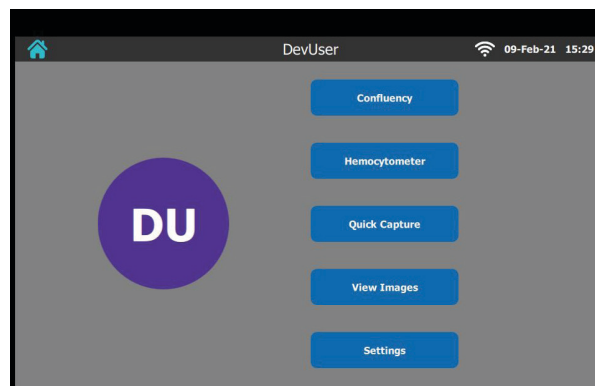 DevUser 09-Feb-21 15:29
Confluency
Hemocytometer
DU
Quick Capture
View Images
Settings